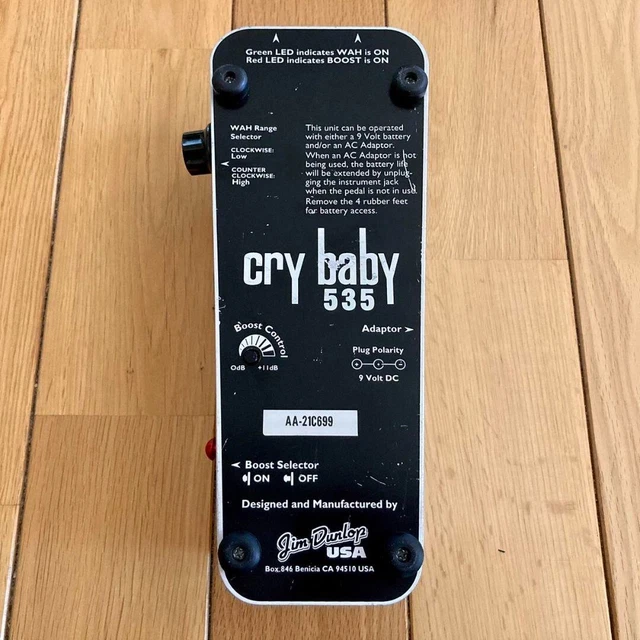 Green LED indicates WAH is ON
Red LED indicates BOOST is ON
WAH Range
Selector
CLOCKWISE:
Low
COUNTER
CLOCKWISE:
High
This unit can be operated
with either a 9 Volt battery
and/or an AC Adaptor.
When an AC Adaptor is not
being used, the battery life
will be extended by unplug-
ging the instrument jack
when the pedal is not in use.
Remove the 4 rubber feet
for battery access.
cry baby
535
Boost Control
0dB +11dB
Adaptor >
Plug Polarity
+ • −
9 Volt DC
AA-21C699
Boost Selector
ON OFF
Designed and Manufactured by
Jim Dunlop
USA
Box.846 Benicia CA 94510 USA